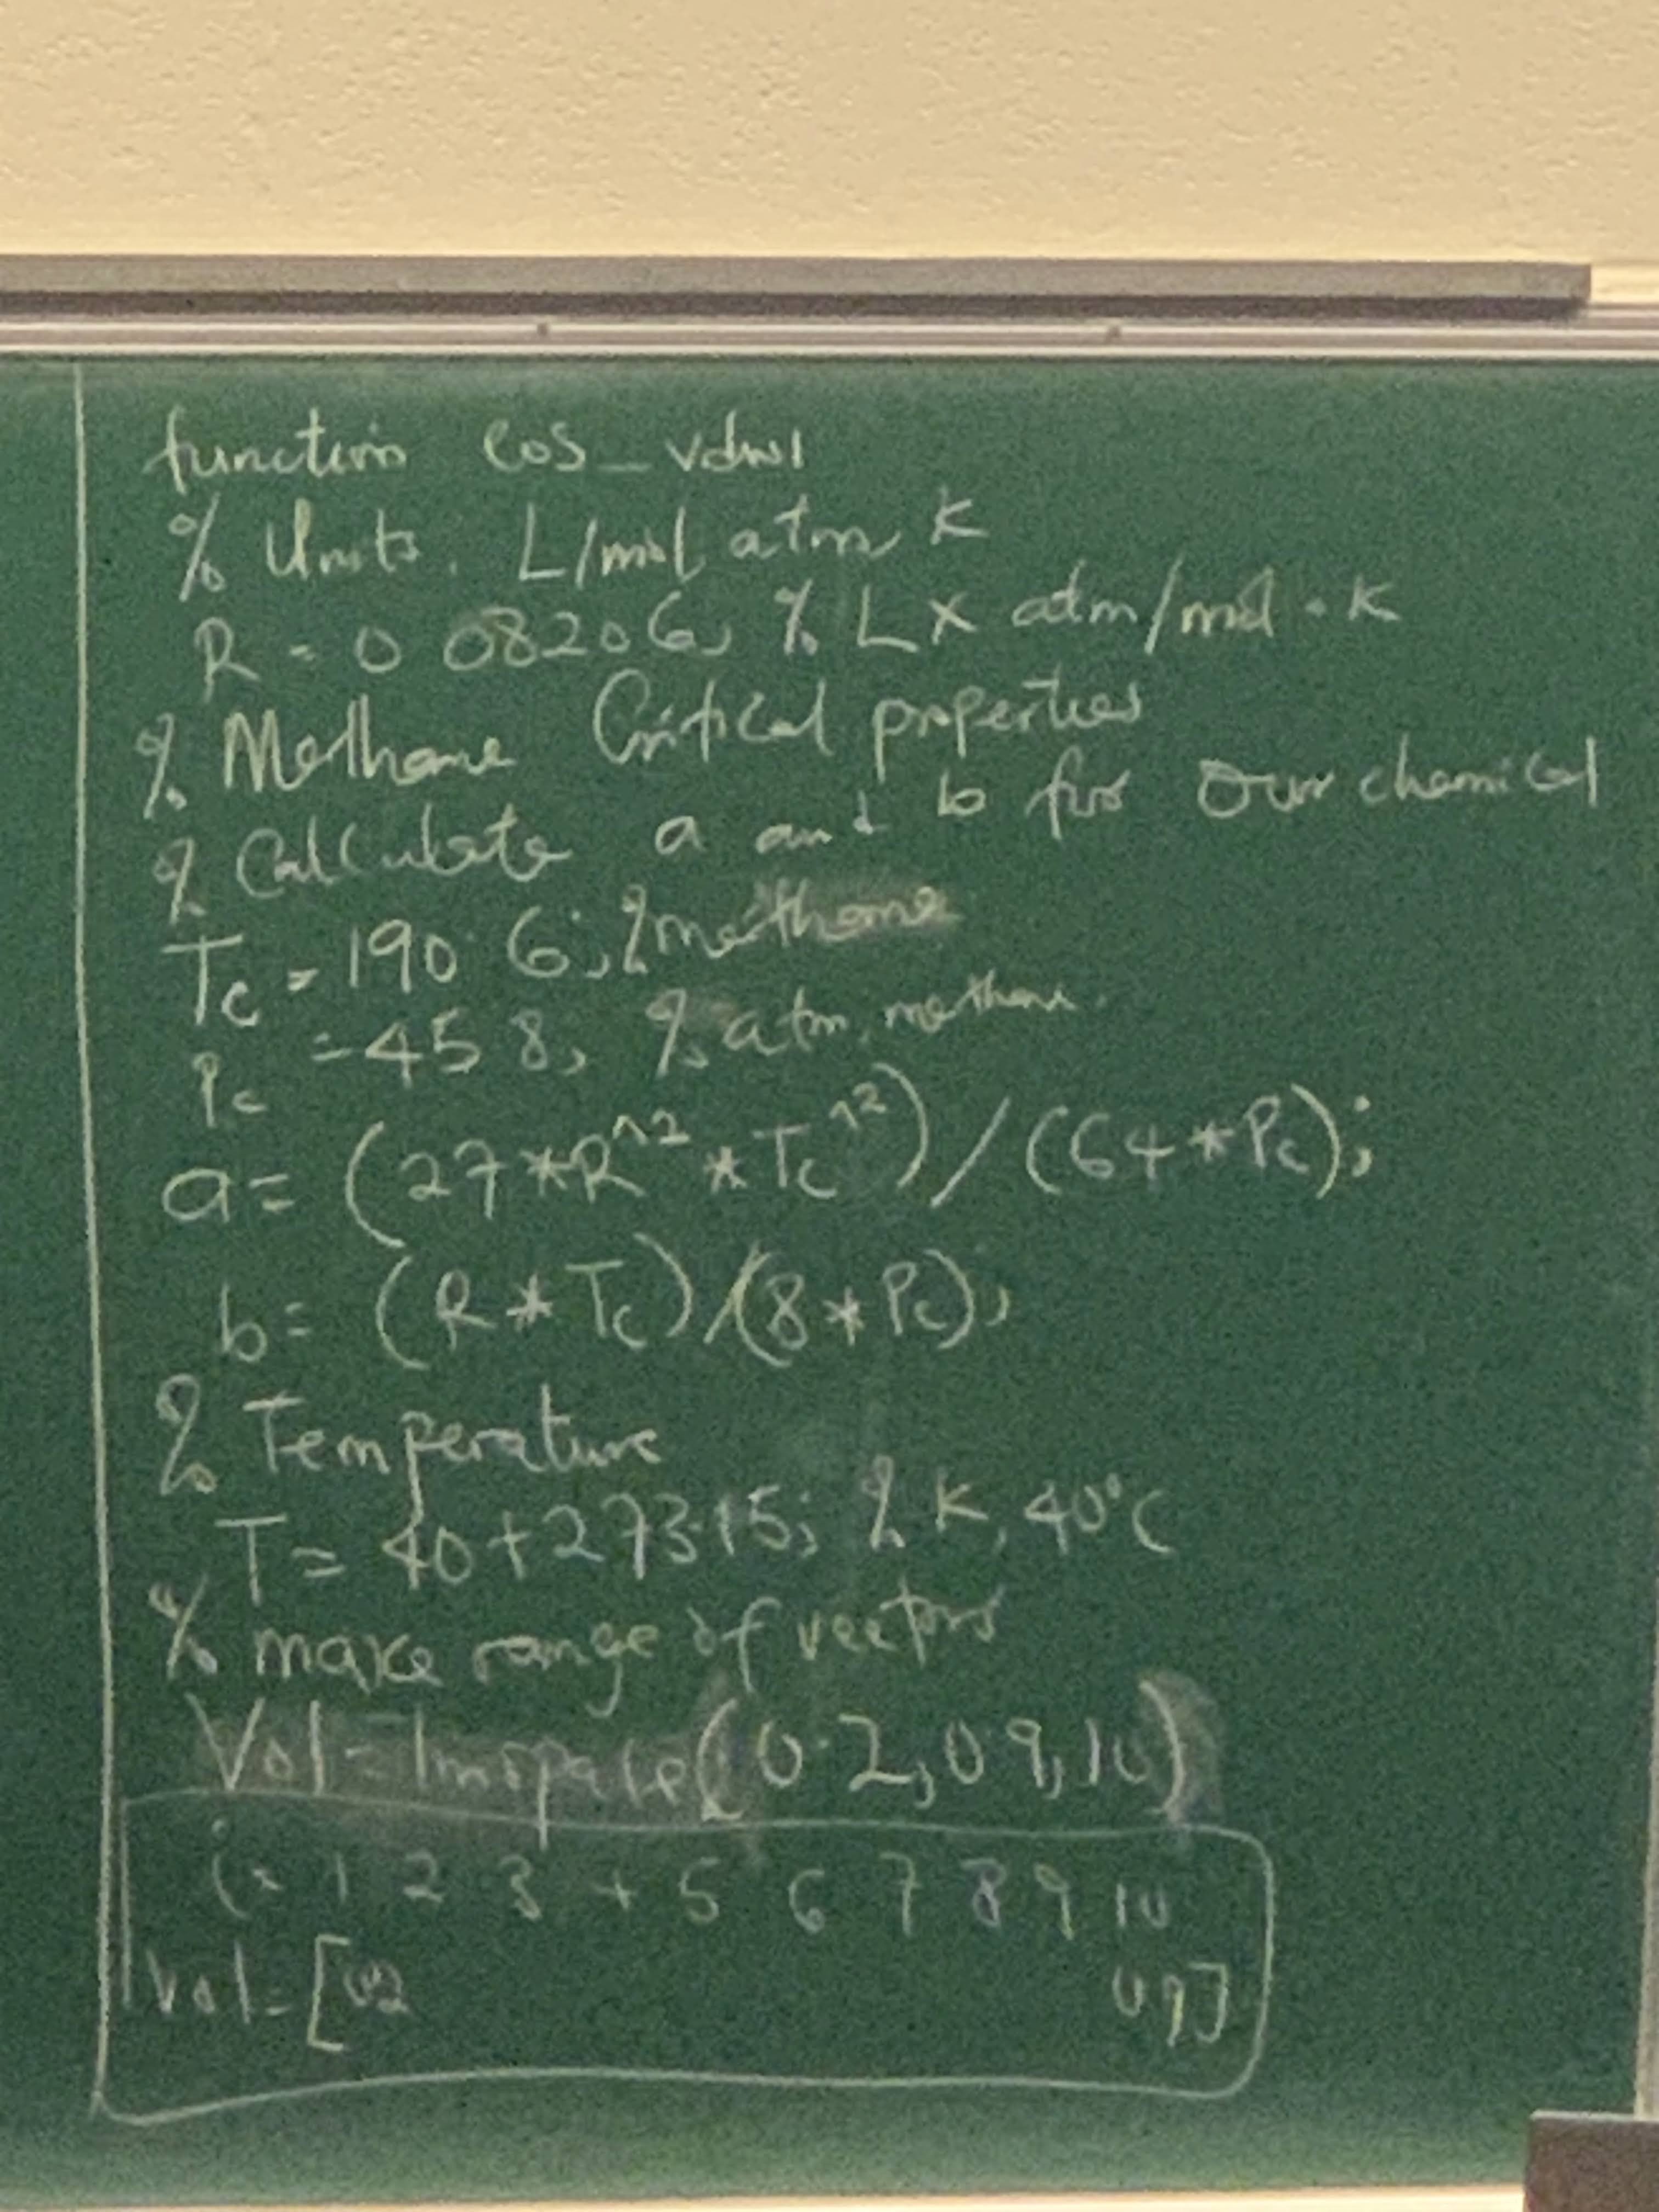 function eos_vdw1
% Units. L/mol, atm, K
R = 0.08206; % L x atm/mol . K
% Methane Critical properties
% Calculate a and b for our chemical
Tc = 190.6; % methane
Pc = 45.8; % atm, methane.
a = (27*R^2*Tc^2)/(64*Pc);
b = (R*Tc)/(8*Pc);
% Temperature
T = 40+273.15; % K, 40°C
% make range of vectors
Vol = linspace(0.2,0.9,10)
i = 1 2 3 4 5 6 7 8 9 10
Vol = [0.2 0.9]